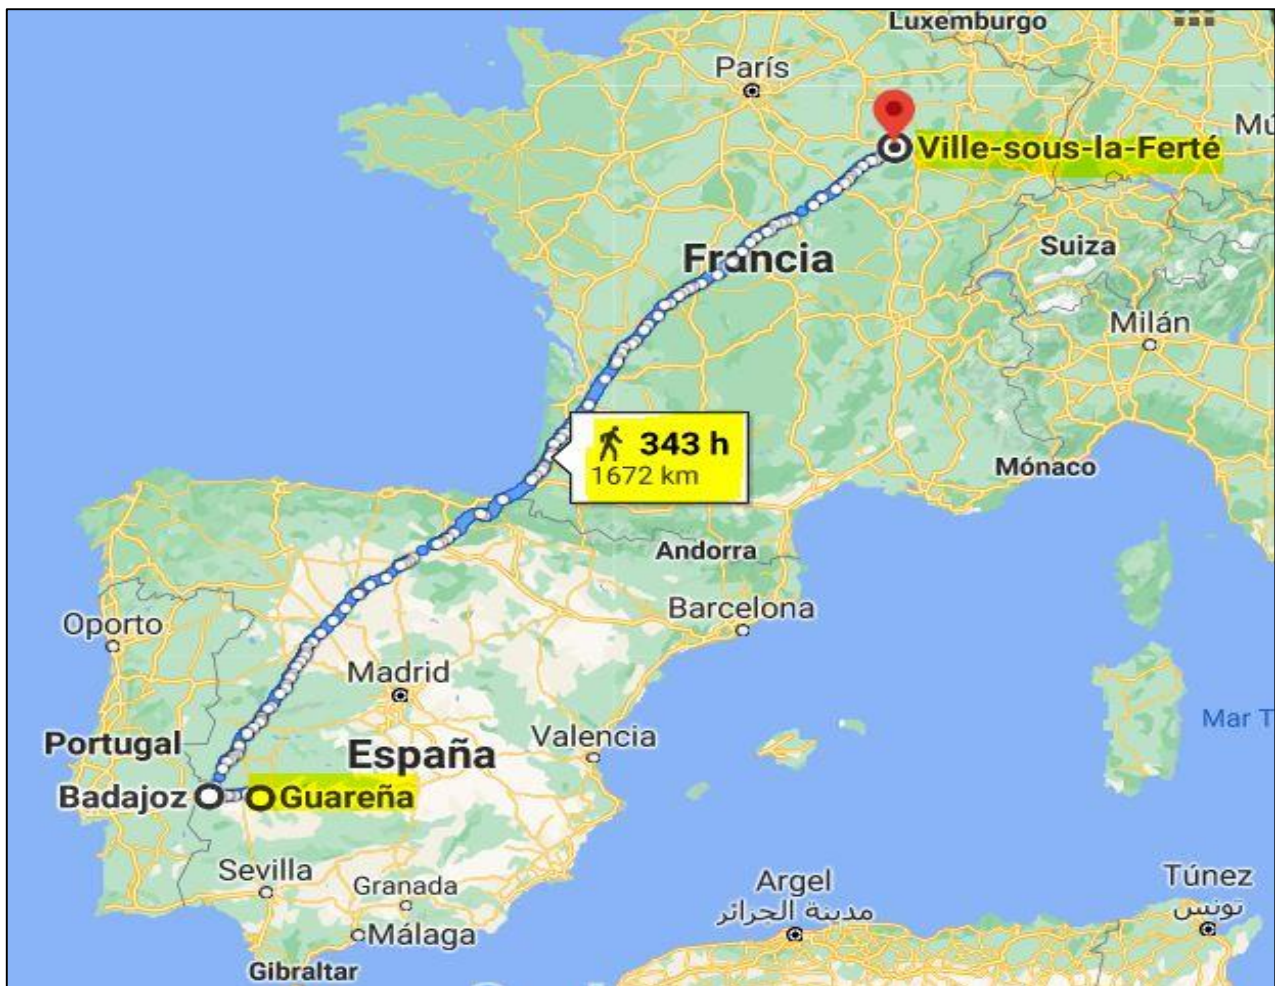 Luxemburgo
París
Mú
Ville-sous-la-Ferté
Francia
Suiza
Milán
343 h
1672 km
Mónaco
Andorra
Barcelona
Oporto
Madrid
Mar T
Portugal
España
Valencia
Badajoz
Guareña
Sevilla
Granada
Argel
مدينة الجزائر
Túnez
تونس
Málaga
Gibraltar